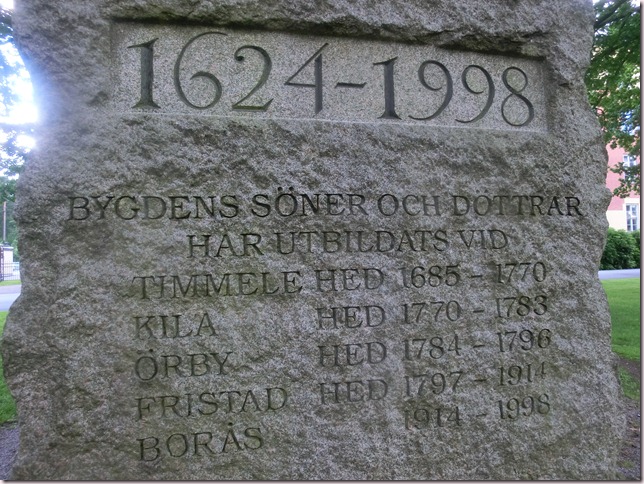 1624-1998
BYGDENS SÖNER OCH DÖTTRAR
HAR UTBILDATS VID
TIMMELE HED 1685 - 1770
KILA HED 1770 - 1783
ÖRBY HED 1784 - 1796
FRISTAD HED 1797 - 1914
BORÅS 1914 - 1998